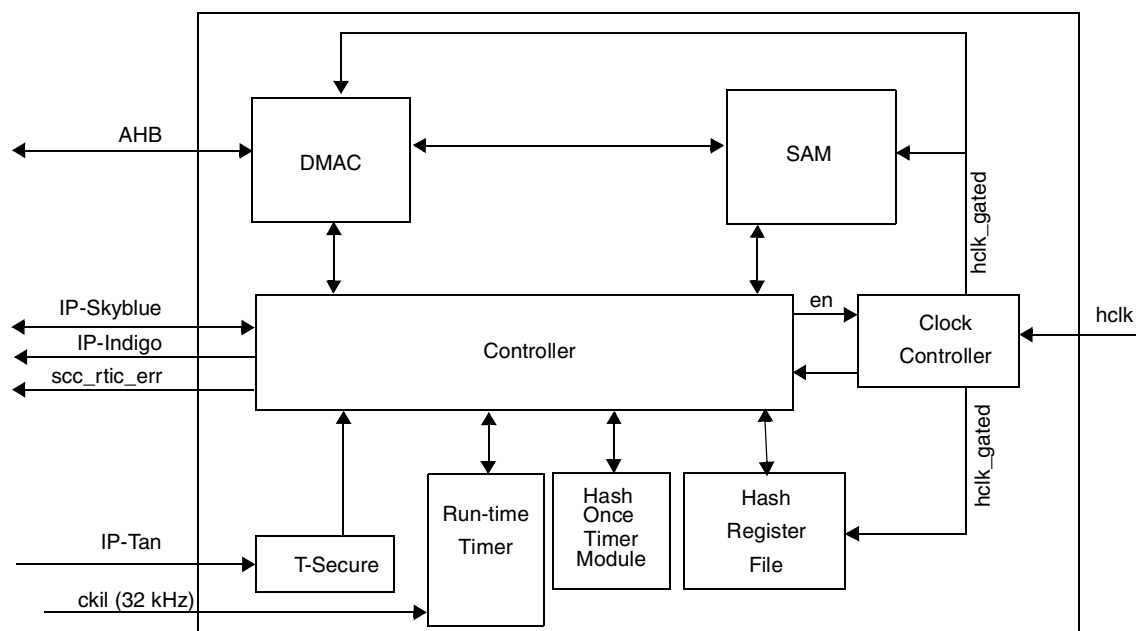 AHB
DMAC
SAM
hclk_gated
IP-Skyblue
IP-Indigo
scc_rtic_err
Controller
en
Clock
Controller
hclk
hclk_gated
Run-time
Timer
Hash
Once
Timer
Module
Hash
Register
File
IP-Tan
T-Secure
ckil (32 kHz)